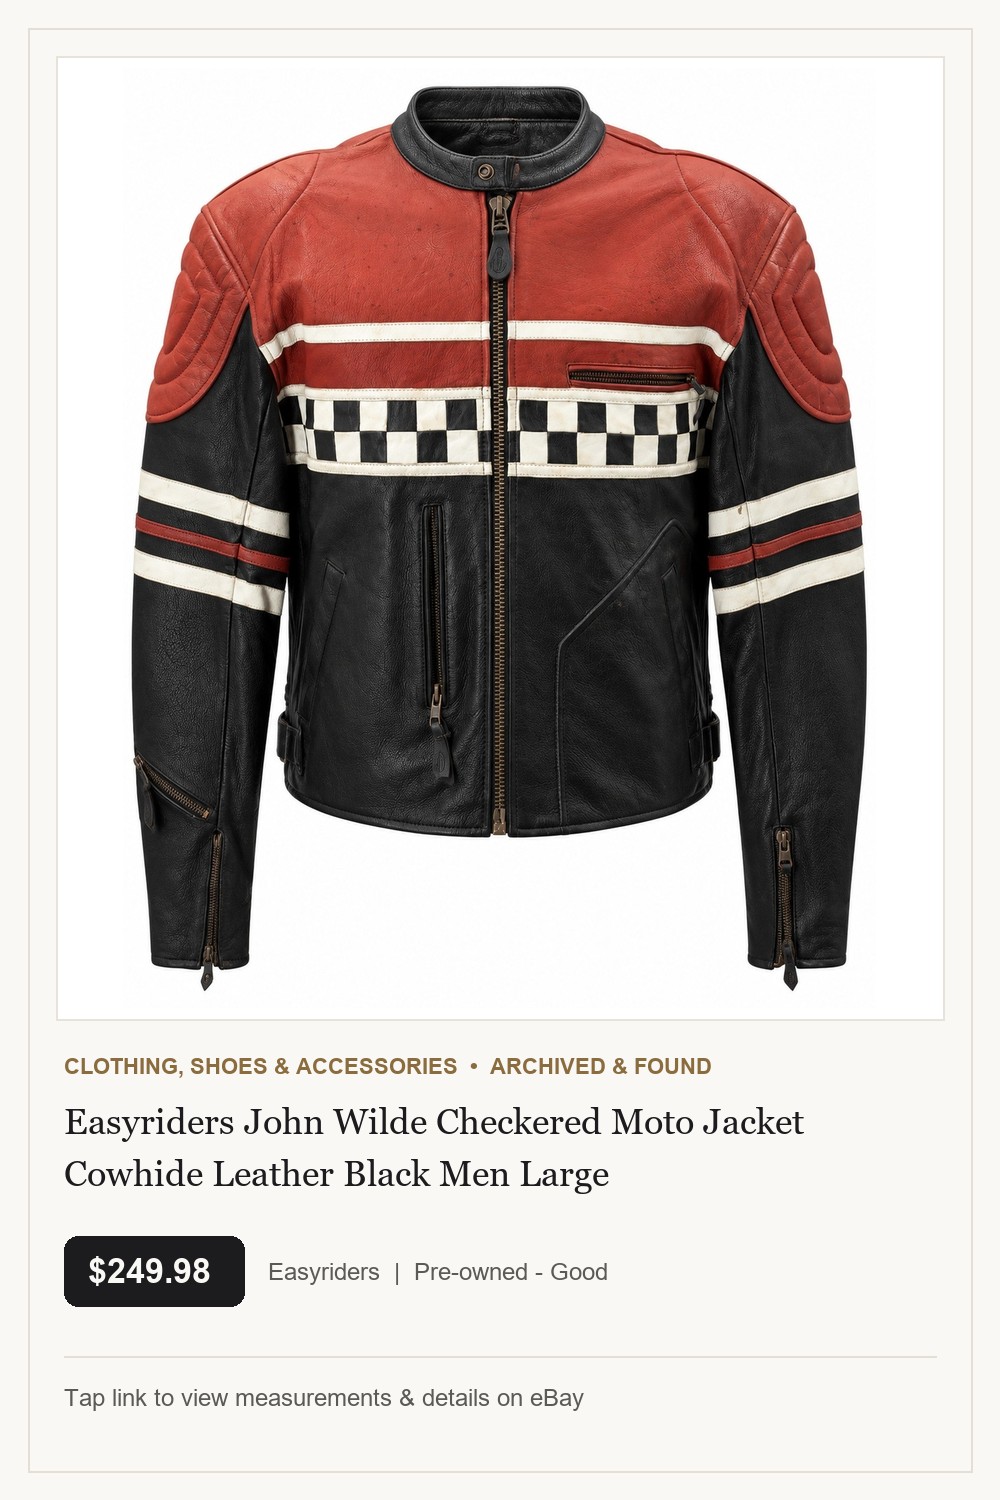 CLOTHING, SHOES & ACCESSORIES • ARCHIVED & FOUND
Easyriders John Wilde Checkered Moto Jacket
Cowhide Leather Black Men Large
$249.98
Easyriders | Pre-owned - Good
Tap link to view measurements & details on eBay